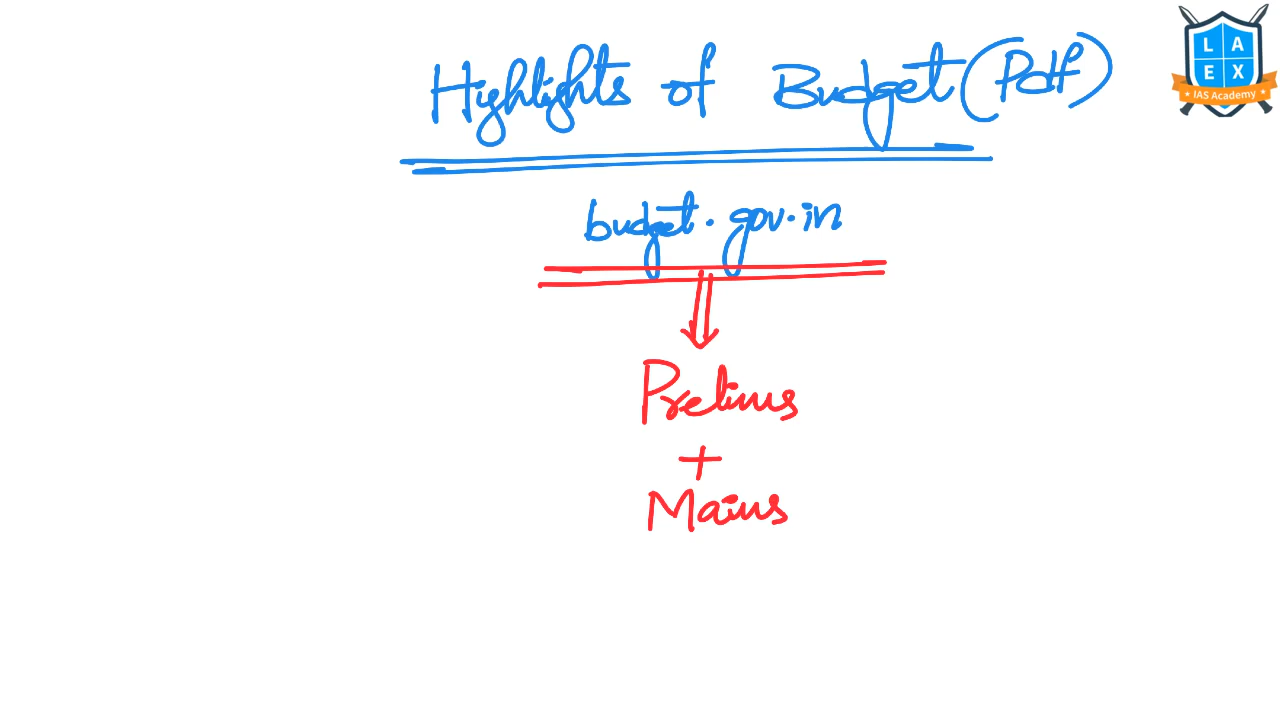 Highlights of Budget (Pdf)
L A
E X
IAS Academy
budget.gov.in
Prelims
+
Mains